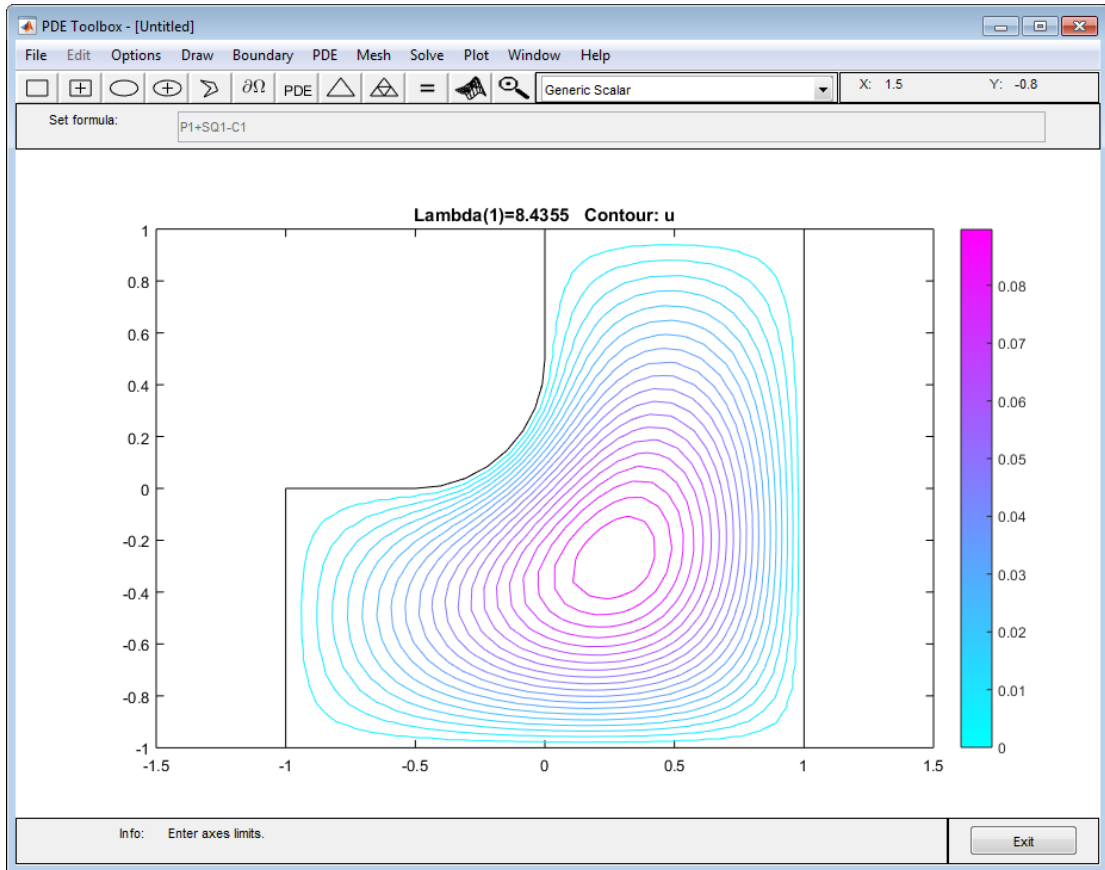 PDE Toolbox - [Untitled]
File Edit Options Draw Boundary PDE Mesh Solve Plot Window Help
∂Ω PDE = Generic Scalar X: 1.5 Y: -0.8
Set formula: P1+SQ1-C1
Lambda(1)=8.4355 Contour: u
1
0.8
0.6
0.4
0.2
0
-0.2
-0.4
-0.6
-0.8
-1
-1.5 -1 -0.5 0 0.5 1 1.5
0.08
0.07
0.06
0.05
0.04
0.03
0.02
0.01
0
Info: Enter axes limits.
Exit